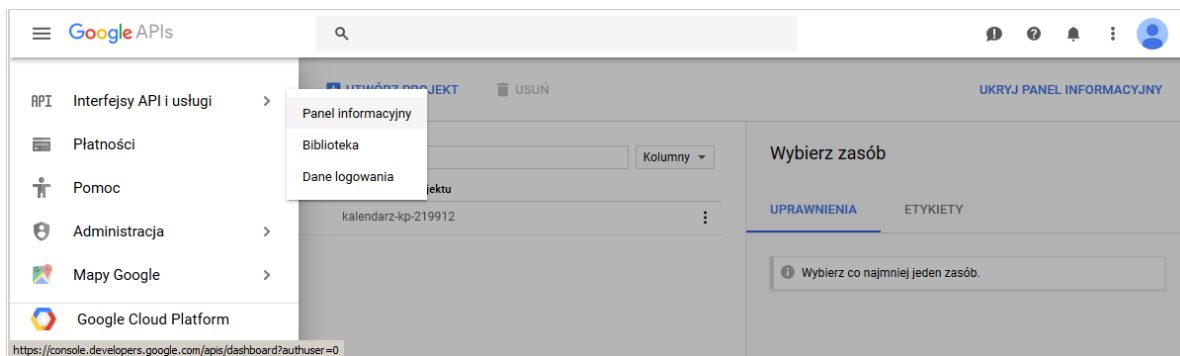 Google APIs
UTWÓRZ PROJEKT
USUŃ
UKRYJ PANEL INFORMACYJNY
API Interfejsy API i usługi
Płatności
Pomoc
Administracja
Mapy Google
Google Cloud Platform
Panel informacyjny
Biblioteka
Dane logowania
Kolumny
jektu
kalendarz-kp-219912
Wybierz zasób
UPRAWNIENIA
ETYKIETY
Wybierz co najmniej jeden zasób.
https://console.developers.google.com/apis/dashboard?authuser=0